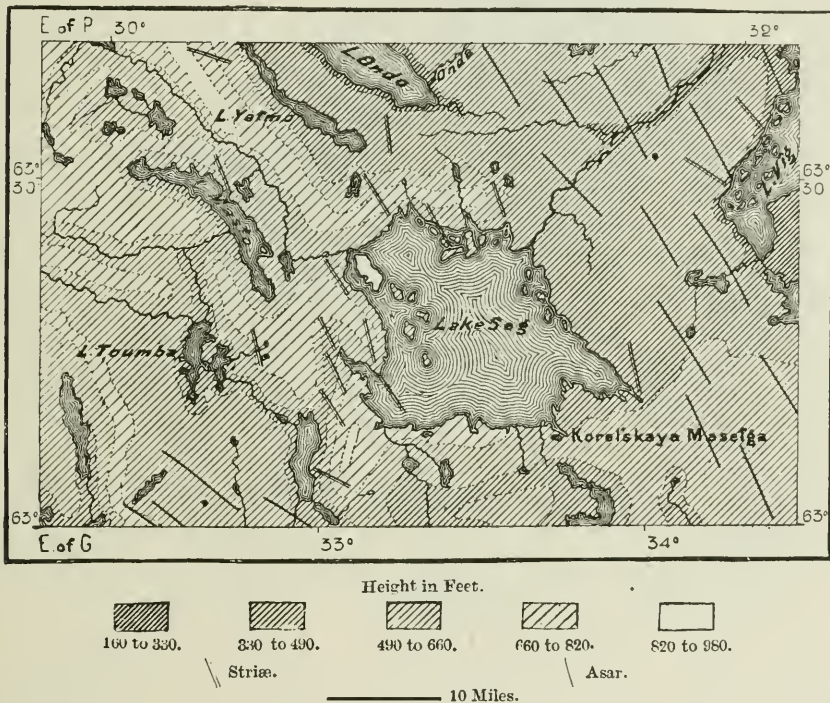 E of P 30° 32°
L. Onda Onda
L. Yelmo
63° 30 63° 30
L. Vig
Lake Seg
L. Toumba
Korelskaya Maselga
63° 63°
E. of G 33° 34°
Height in Feet.
160 to 330. 330 to 490. 490 to 660. 660 to 820. 820 to 980.
Striæ. Asar.
10 Miles.